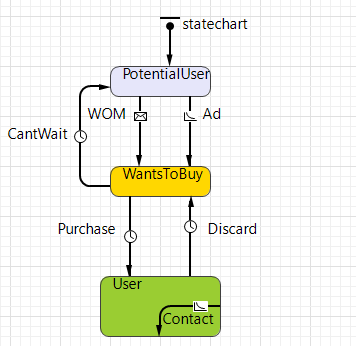 statechart
PotentialUser
WOM
Ad
CantWait
WantsToBuy
Purchase
Discard
User
Contact